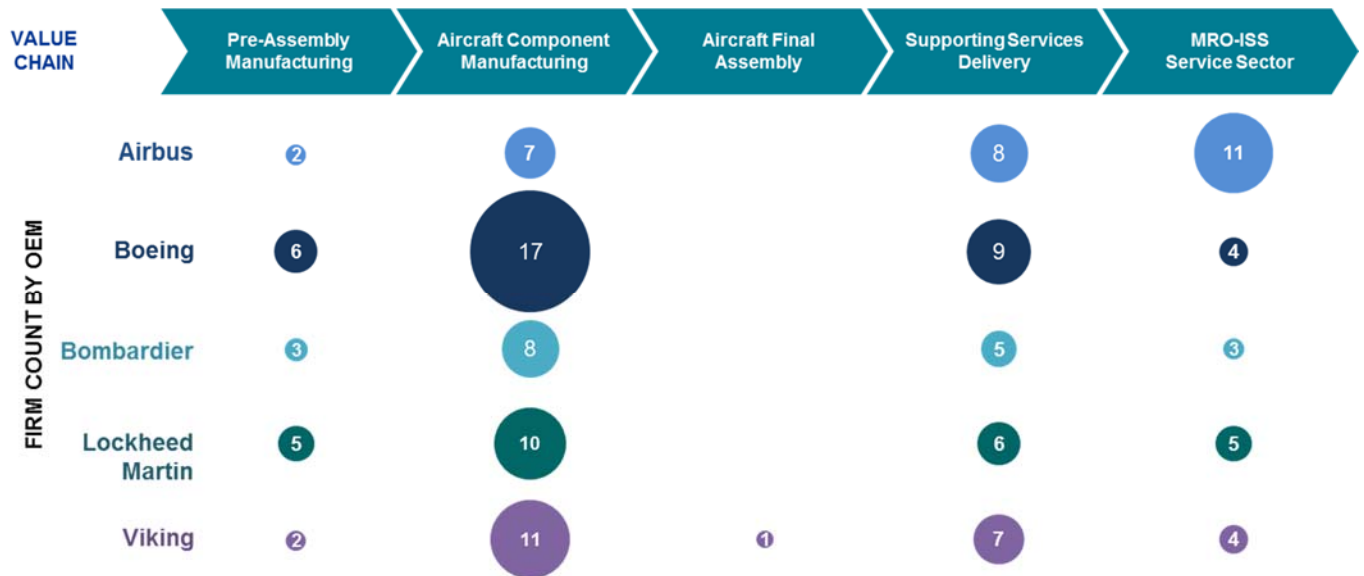 VALUE
CHAIN
Pre-Assembly
Manufacturing
Aircraft Component
Manufacturing
Aircraft Final
Assembly
Supporting Services
Delivery
MRO-ISS
Service Sector
FIRM COUNT BY OEM
Airbus
2
7
8
11
Boeing
6
17
9
4
Bombardier
3
8
5
3
Lockheed
Martin
5
10
6
5
Viking
2
11
1
7
4